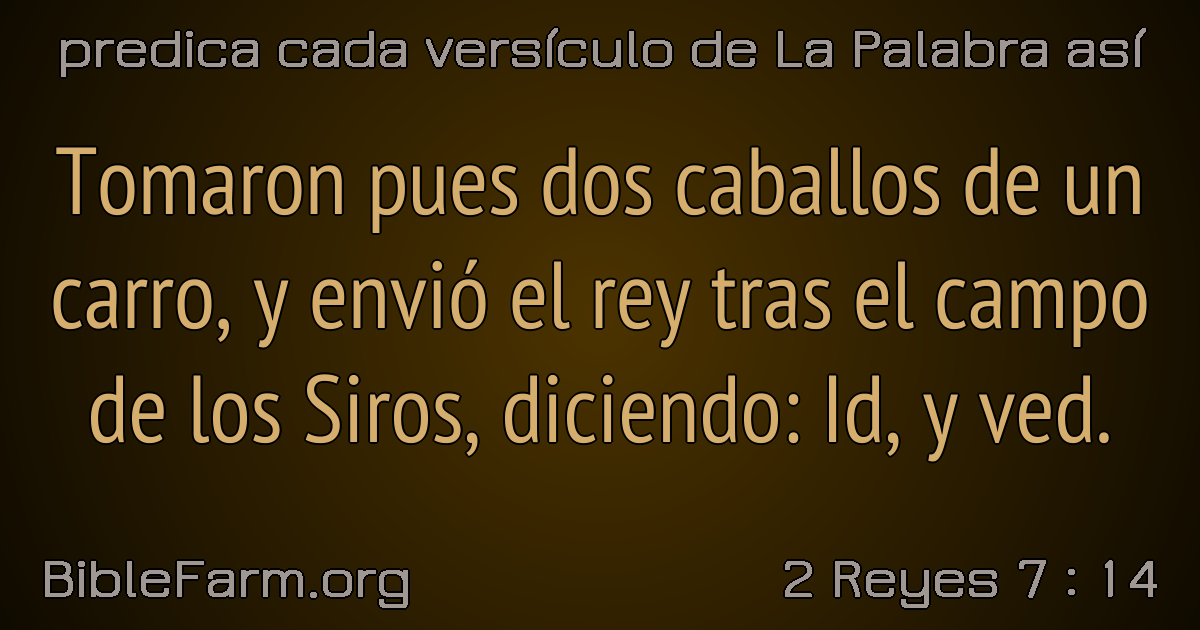 predica cada versículo de La Palabra así
Tomaron pues dos caballos de un
carro, y envió el rey tras el campo
de los Siros, diciendo: Id, y ved.
BibleFarm.org
2 Reyes 7 : 14